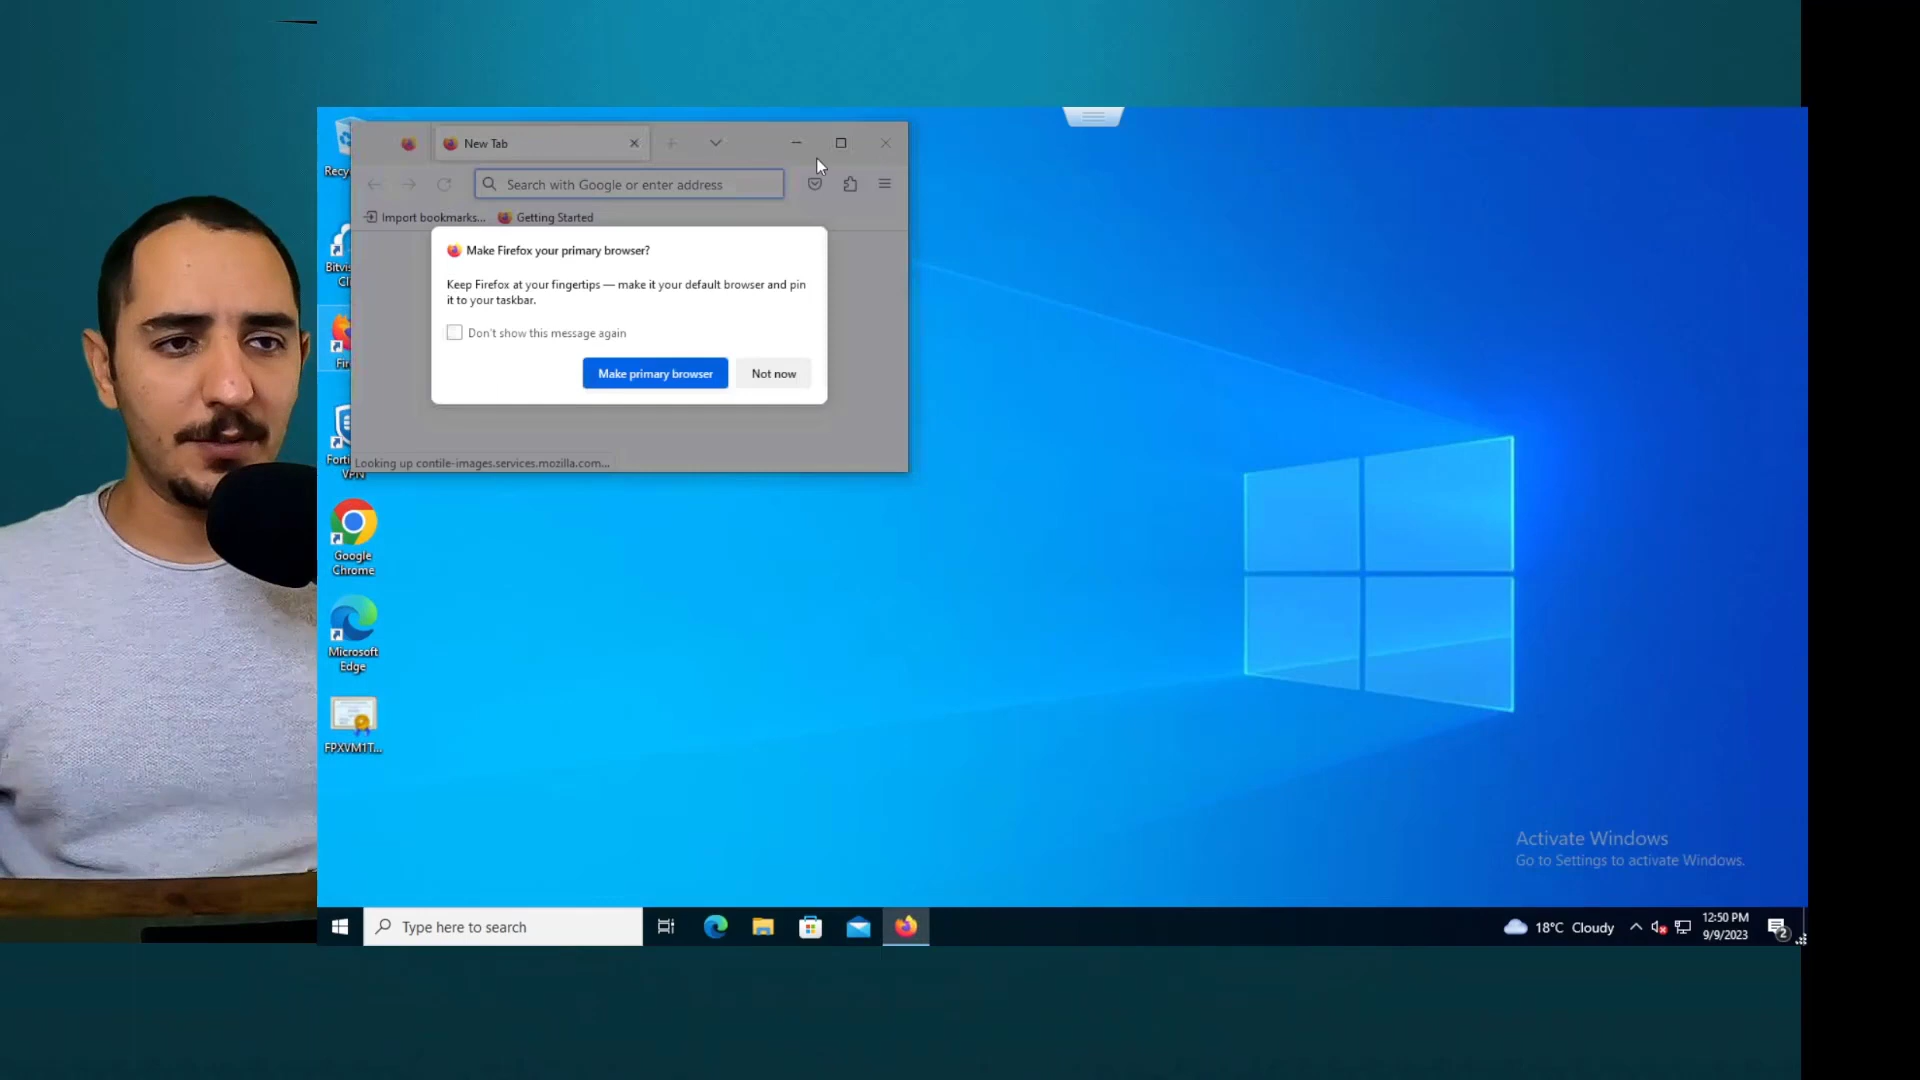 New Tab
Search with Google or enter address
Import bookmarks...
Getting Started
Make Firefox your primary browser?
Keep Firefox at your fingertips — make it your default browser and pin
it to your taskbar.
Don't show this message again
Make primary browser
Not now
Looking up contile-images.services.mozilla.com...
VPN
Google
Chrome
Microsoft
Edge
FPXVM1T...
Activate Windows
Go to Settings to activate Windows.
Type here to search
18°C Cloudy
12:50 PM
9/9/2023
2